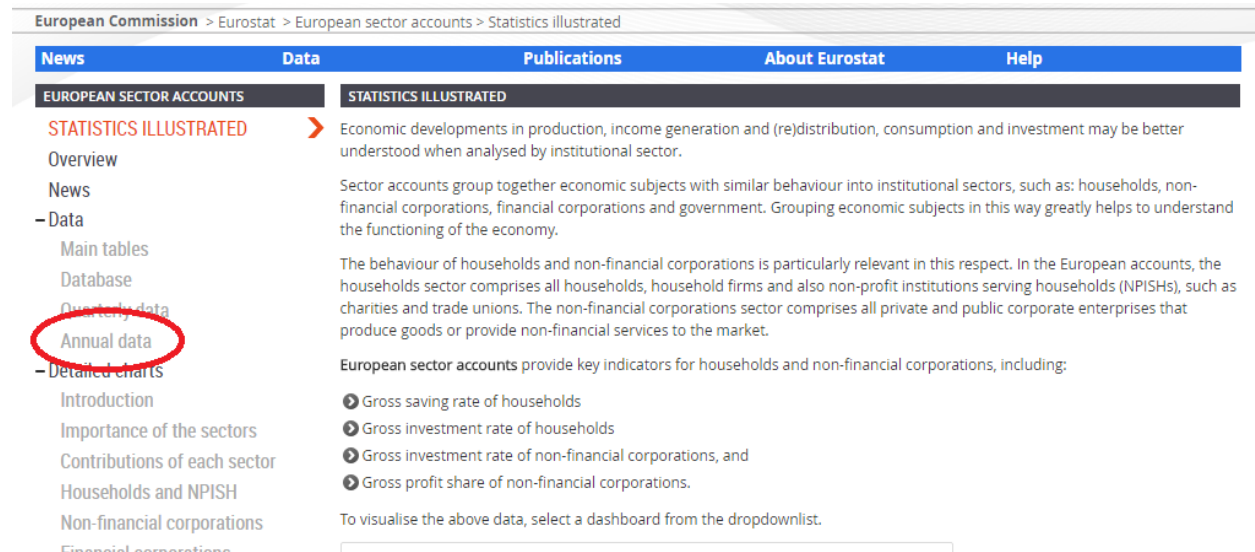 European Commission > Eurostat > European sector accounts > Statistics illustrated
News Data Publications About Eurostat Help
EUROPEAN SECTOR ACCOUNTS
STATISTICS ILLUSTRATED
Overview
News
– Data
Main tables
Database
Quarterly data
Annual data
– Detailed charts
Introduction
Importance of the sectors
Contributions of each sector
Households and NPISH
Non-financial corporations
Financial corporations
STATISTICS ILLUSTRATED
Economic developments in production, income generation and (re)distribution, consumption and investment may be better
understood when analysed by institutional sector.
Sector accounts group together economic subjects with similar behaviour into institutional sectors, such as: households, non-
financial corporations, financial corporations and government. Grouping economic subjects in this way greatly helps to understand
the functioning of the economy.
The behaviour of households and non-financial corporations is particularly relevant in this respect. In the European accounts, the
households sector comprises all households, household firms and also non-profit institutions serving households (NPISHs), such as
charities and trade unions. The non-financial corporations sector comprises all private and public corporate enterprises that
produce goods or provide non-financial services to the market.
European sector accounts provide key indicators for households and non-financial corporations, including:
Gross saving rate of households
Gross investment rate of households
Gross investment rate of non-financial corporations, and
Gross profit share of non-financial corporations.
To visualise the above data, select a dashboard from the dropdownlist.